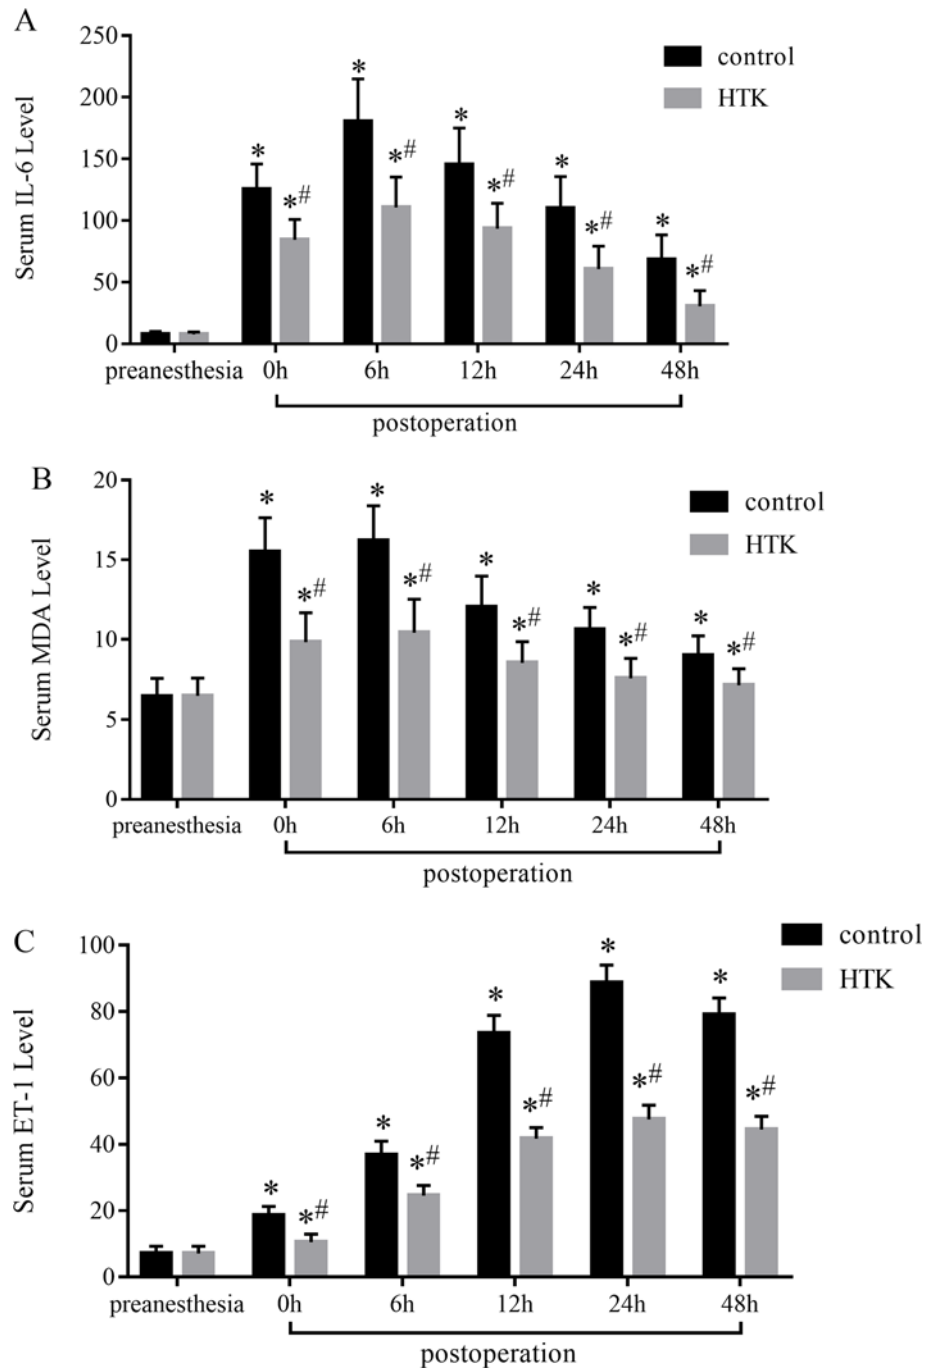 A
Serum IL-6 Level
250
200
150
100
50
0
control
HTK
* *# * *# * *# * *# * *#
preanesthesia 0h 6h 12h 24h 48h
postoperation
B
Serum MDA Level
20
15
10
5
0
control
HTK
* *# * *# * *# * *# * *#
preanesthesia 0h 6h 12h 24h 48h
postoperation
C
Serum ET-1 Level
100
80
60
40
20
0
control
HTK
* *# * *# * *# * *# * *#
preanesthesia 0h 6h 12h 24h 48h
postoperation